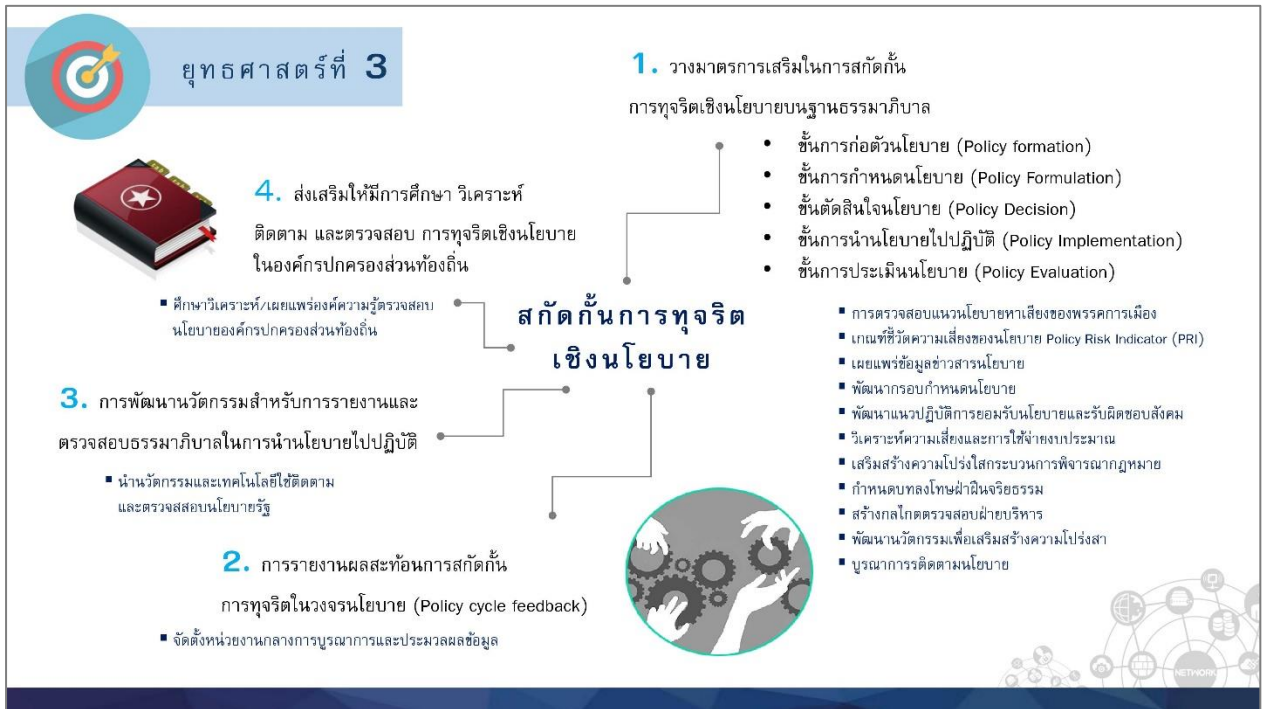 ยุทธศาสตร์ที่ 3
1. วางมาตรการเสริมในการสกัดกั้น
การทุจริตเชิงนโยบายบนฐานธรรมาภิบาล
• ขั้นการก่อตัวนโยบาย (Policy formation)
• ขั้นการกำหนดนโยบาย (Policy Formulation)
• ขั้นตัดสินใจนโยบาย (Policy Decision)
• ขั้นการนำนโยบายไปปฏิบัติ (Policy Implementation)
• ขั้นการประเมินนโยบาย (Policy Evaluation)
▪ การตรวจสอบแนวนโยบายหาเสียงของพรรคการเมือง
▪ เกณฑ์ชี้วัดความเสี่ยงของนโยบาย Policy Risk Indicator (PRI)
▪ เผยแพร่ข้อมูลข่าวสารนโยบาย
▪ พัฒนากรอบกำหนดนโยบาย
▪ พัฒนาแนวปฏิบัติการยอมรับนโยบายและรับผิดชอบสังคม
▪ วิเคราะห์ความเสี่ยงและการใช้จ่ายงบประมาณ
▪ เสริมสร้างความโปร่งใสกระบวนการพิจารณากฎหมาย
▪ กำหนดบทลงโทษฝ่าฝืนจริยธรรม
▪ สร้างกลไกตตรวจสอบฝ่ายบริหาร
▪ พัฒนานวัตกรรมเพื่อเสริมสร้างความโปร่งสา
▪ บูรณาการรติดตามนโยบาย
สกัดกั้นการทุจริต
เชิงนโยบาย
4. ส่งเสริมให้มีการศึกษา วิเคราะห์
ติดตาม และตรวจสอบ การทุจริตเชิงนโยบาย
ในองค์กรปกครองส่วนท้องถิ่น
▪ ศึกษาวิเคราะห์/เผยแพร่องค์ความรู้ตรวจสอบ
นโยบายองค์กรปกครองส่วนท้องถิ่น
3. การพัฒนานวัตกรรมสำหรับการรายงานและ
ตรวจสอบธรรมาภิบาลในการนำนโยบายไปปฏิบัติ
▪ นำนวัตกรรมและเทคโนโลยีใช้ติดตาม
และตรวจสสอบนโยบายรัฐ
2. การรายงานผลสะท้อนการสกัดกั้น
การทุจริตในวงจรนโยบาย (Policy cycle feedback)
▪ จัดตั้งหน่วยงานกลางการบูรณาการและประมวลผลข้อมูล
NETWORK